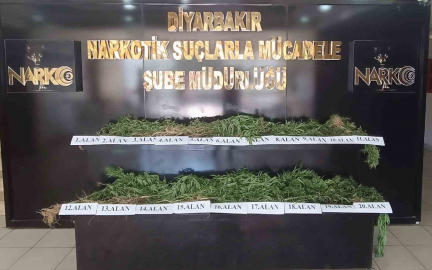 DİYARBAKIR
NARKOTİK SUÇLARLA MÜCADELE
ŞUBE MÜDÜRLÜĞÜ
NARKO
NARKO
1.ALAN 2.ALAN 3.ALAN 4.ALAN 5.ALAN 6.ALAN ALAN 8.ALAN 9.ALAN 10.ALAN 11.ALAN
12.ALAN 13.ALAN 14.ALAN 15.ALAN 16.ALAN 17.ALAN 18.ALAN 19.ALAN 20.ALAN